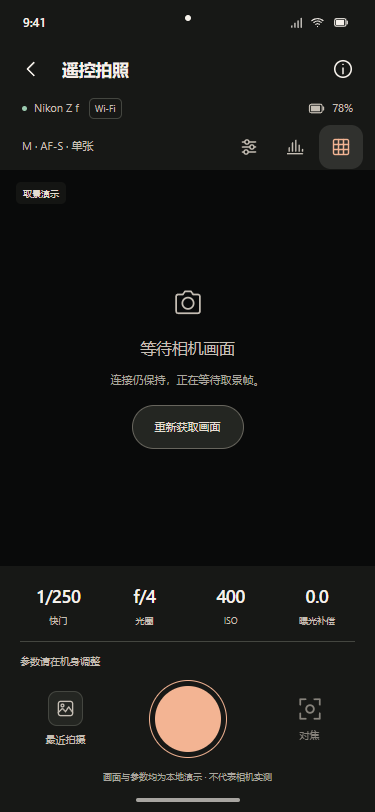 9:41
遥控拍照
Nikon Z f Wi-Fi 78%
M · AF-S · 单张
取景演示
等待相机画面
连接仍保持，正在等待取景帧。
重新获取画面
1/250 f/4 400 0.0
快门 光圈 ISO 曝光补偿
参数请在机身调整
最近拍摄 对焦
画面与参数均为本地演示 · 不代表相机实测